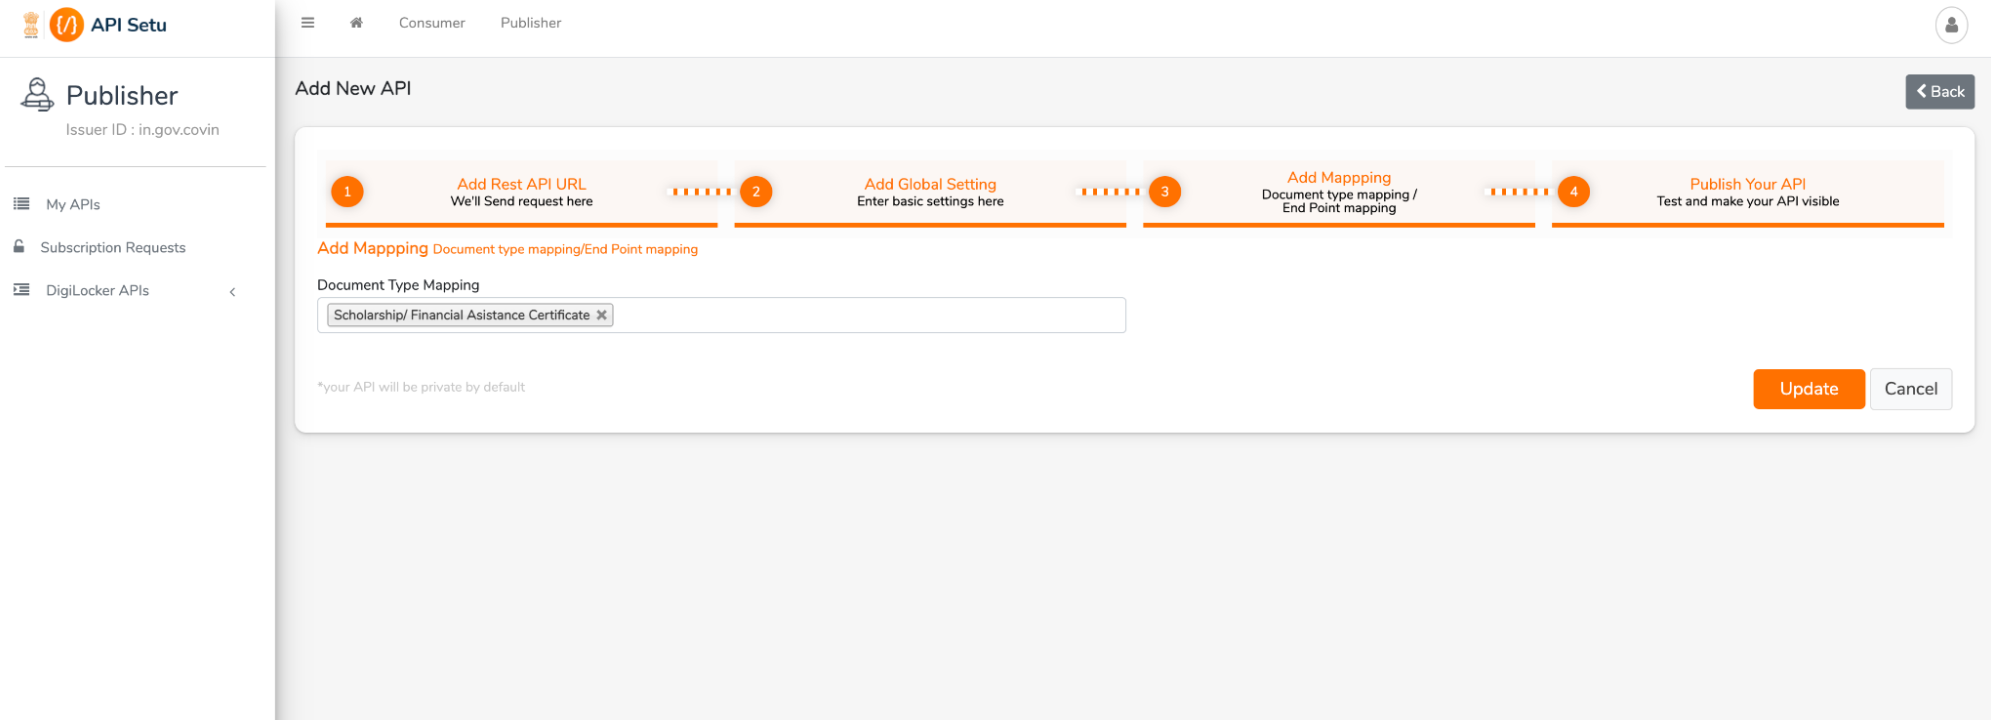 API Setu
Consumer
Publisher
Publisher
Issuer ID : in.gov.covin
My APIs
Subscription Requests
DigiLocker APIs
Add New API
Back
1
Add Rest API URL
We'll Send request here
2
Add Global Setting
Enter basic settings here
3
Add Mappping
Document type mapping /
End Point mapping
4
Publish Your API
Test and make your API visible
Add Mappping Document type mapping/End Point mapping
Document Type Mapping
Scholarship/ Financial Asistance Certificate ×
*your API will be private by default
Update
Cancel